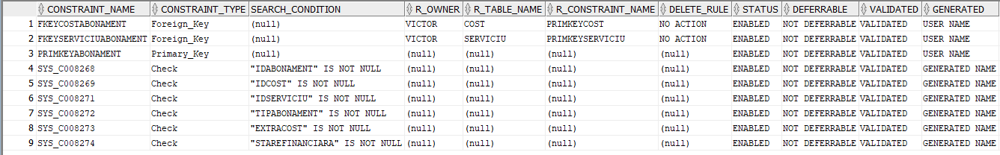 CONSTRAINT_NAME CONSTRAINT_TYPE SEARCH_CONDITION R_OWNER R_TABLE_NAME R_CONSTRAINT_NAME DELETE_RULE STATUS DEFERRABLE VALIDATED GENERATED
1 FKEYCOSTABONAMENT Foreign_Key (null) VICTOR COST PRIMKEYCOST NO ACTION ENABLED NOT DEFERRABLE VALIDATED USER NAME
2 FKEYSERVICIUABONAMENT Foreign_Key (null) VICTOR SERVICIU PRIMKEYSERVICIU NO ACTION ENABLED NOT DEFERRABLE VALIDATED USER NAME
3 PRIMKEYABONAMENT Primary_Key (null) (null) (null) (null) (null) ENABLED NOT DEFERRABLE VALIDATED USER NAME
4 SYS_C008268 Check "IDABONAMENT" IS NOT NULL (null) (null) (null) (null) ENABLED NOT DEFERRABLE VALIDATED GENERATED NAME
5 SYS_C008269 Check "IDCOST" IS NOT NULL (null) (null) (null) (null) ENABLED NOT DEFERRABLE VALIDATED GENERATED NAME
6 SYS_C008271 Check "IDSERVICIU" IS NOT NULL (null) (null) (null) (null) ENABLED NOT DEFERRABLE VALIDATED GENERATED NAME
7 SYS_C008272 Check "TIPABONAMENT" IS NOT NULL (null) (null) (null) (null) ENABLED NOT DEFERRABLE VALIDATED GENERATED NAME
8 SYS_C008273 Check "EXTRACOST" IS NOT NULL (null) (null) (null) (null) ENABLED NOT DEFERRABLE VALIDATED GENERATED NAME
9 SYS_C008274 Check "STAREFINANCIARA" IS NOT NULL (null) (null) (null) (null) ENABLED NOT DEFERRABLE VALIDATED GENERATED NAME